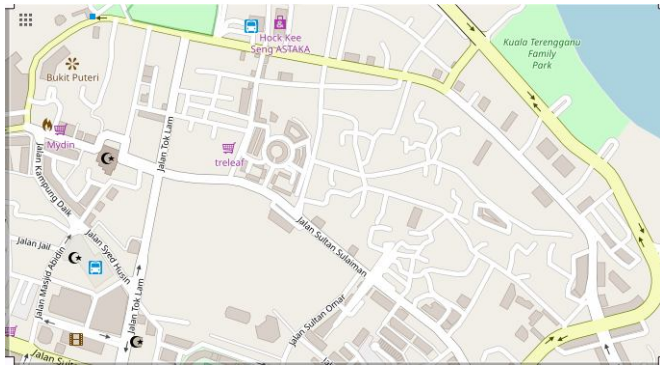 Hock Kee
Seng ASTAKA
Kuala Terengganu
Family
Park
Bukit Puteri
Mydin
Jalan Tok Lam
treleaf
Jalan Kampung Daik
Jalan Syed Husin
Jalan Jail
Jalan Masjid Abidin
Jalan Tok Lam
Jalan Sultan Sulaiman
Jalan Sultan Omar